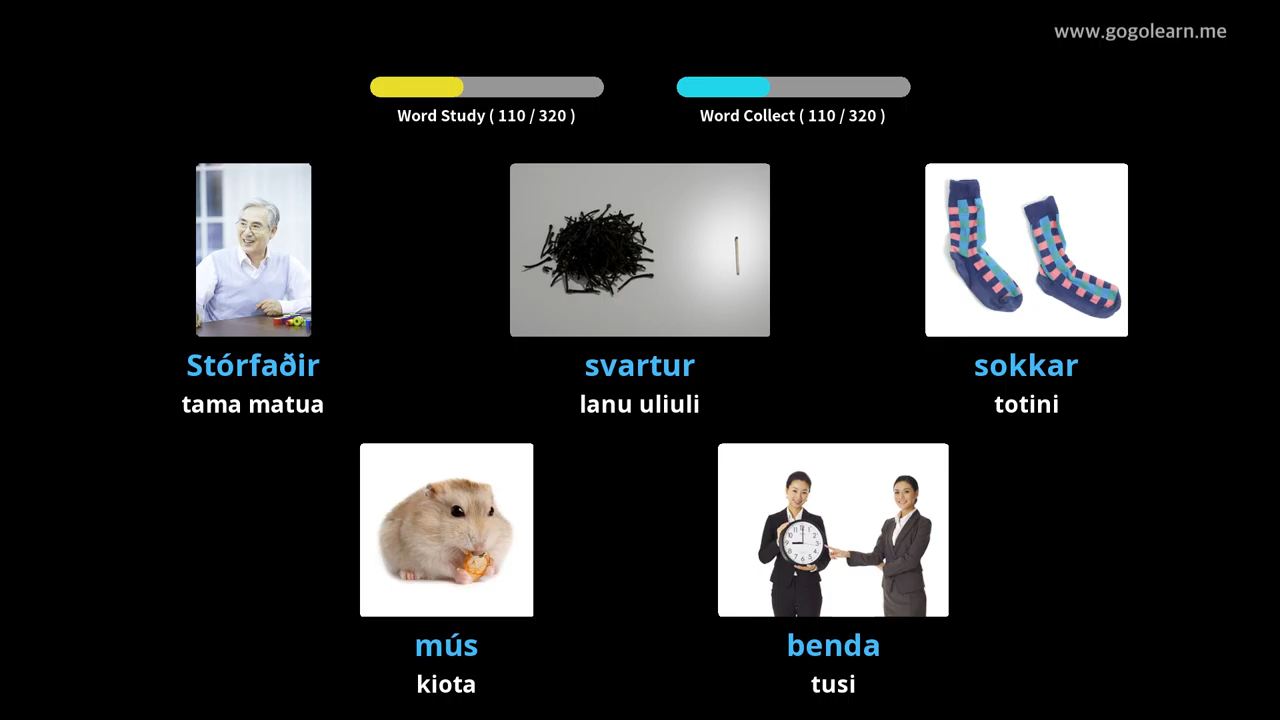 www.gogolearn.me
Word Study ( 110 / 320 )
Word Collect ( 110 / 320 )
Stórfaðir
tama matua
svartur
lanu uliuli
sokkar
totini
mús
kiota
benda
tusi